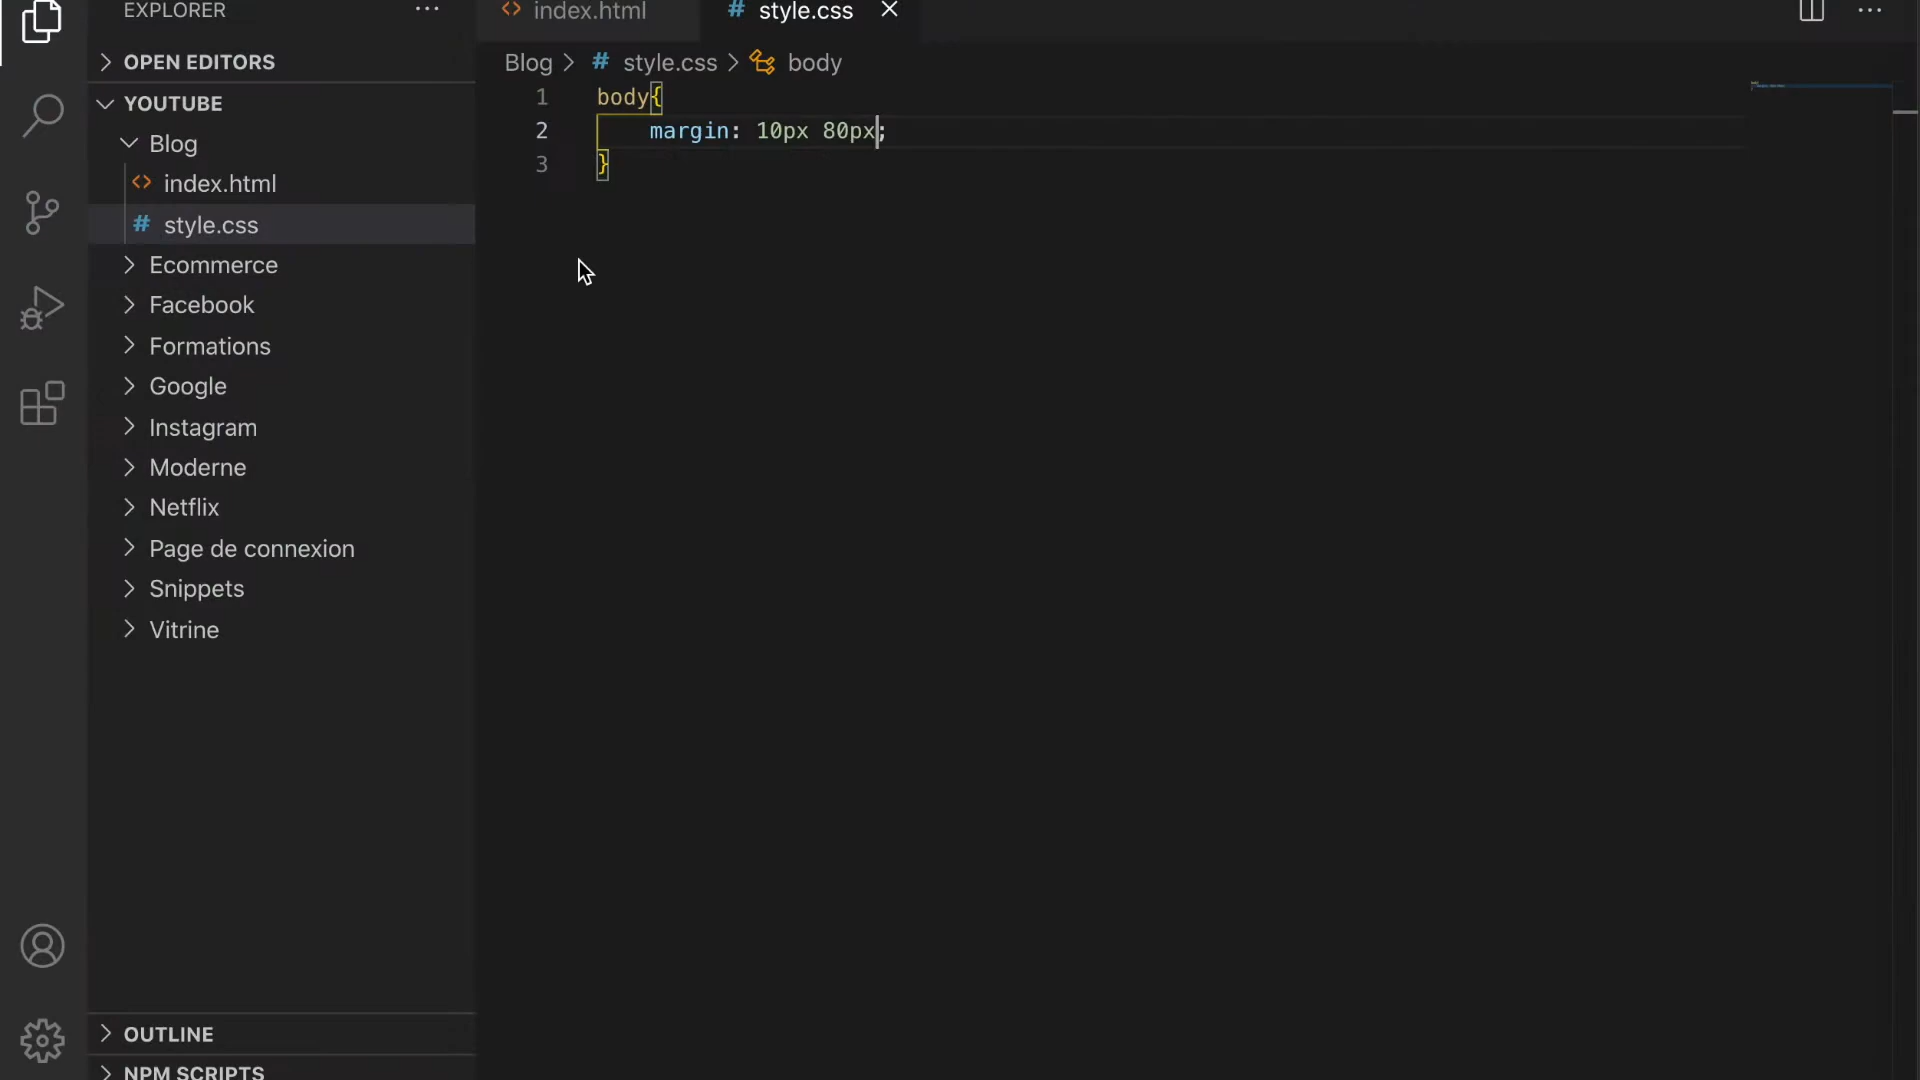 EXPLORER
OPEN EDITORS
YOUTUBE
Blog
index.html
# style.css
Ecommerce
Facebook
Formations
Google
Instagram
Moderne
Netflix
Page de connexion
Snippets
Vitrine
OUTLINE
NPM SCRIPTS
index.html
# style.css
Blog > # style.css > body
1 body{
2 margin: 10px 80px;
3 }